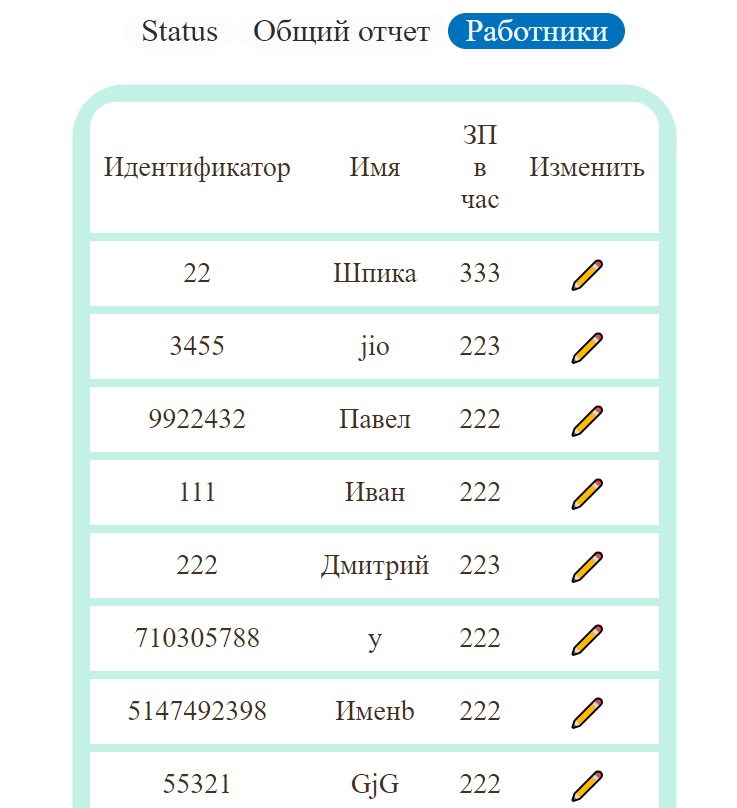 Status Общий отчет Работники
Идентификатор Имя ЗП в час Изменить
22 Шпика 333
3455 jio 223
9922432 Павел 222
111 Иван 222
222 Дмитрий 223
710305788 у 222
5147492398 Именb 222
55321 GjG 222